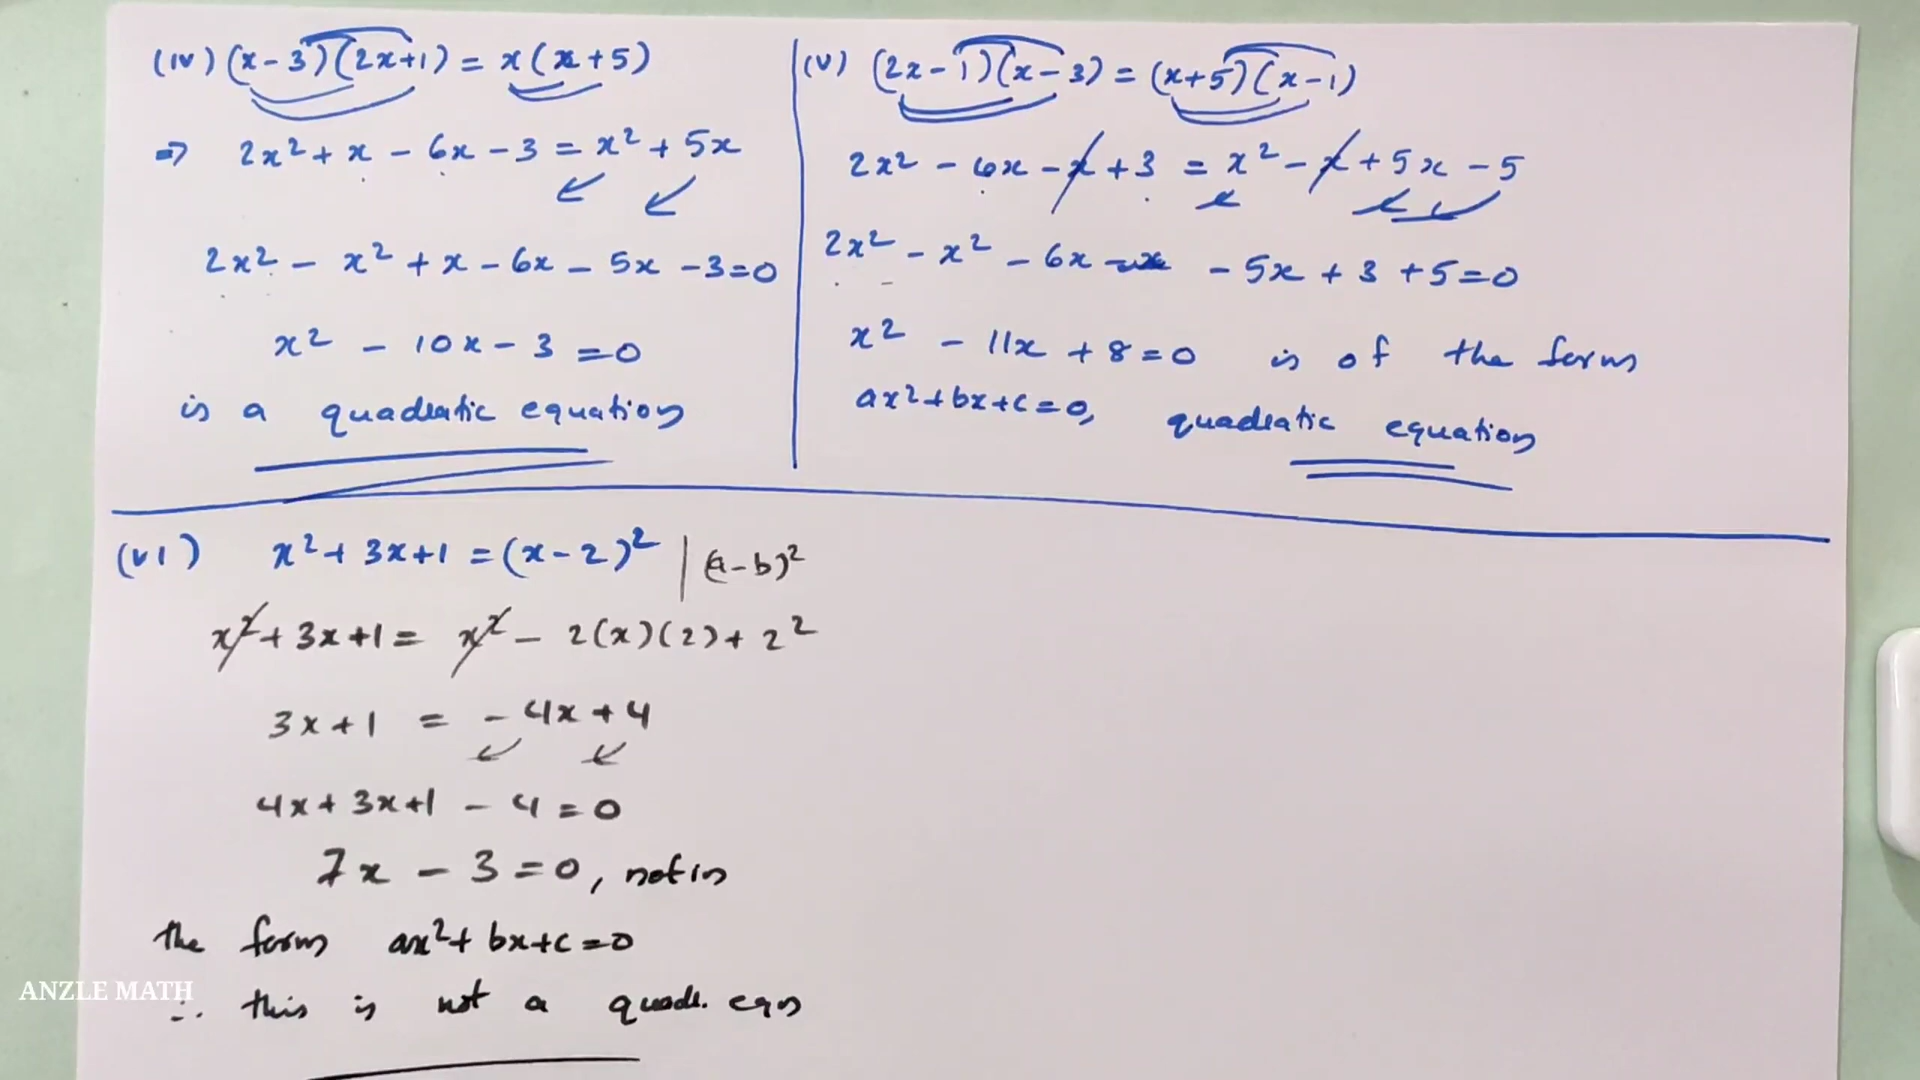 (iv) (x-3)(2x+1) = x(x+5)
⇒ 2x² + x - 6x - 3 = x² + 5x
2x² - x² + x - 6x - 5x - 3 = 0
x² - 10x - 3 = 0
is a quadratic equation
(v) (2x-1)(x-3) = (x+5)(x-1)
2x² - 6x - x + 3 = x² - x + 5x - 5
2x² - x² - 6x - 5x + 3 + 5 = 0
x² - 11x + 8 = 0 is of the form
ax² + bx + c = 0, quadratic equation
(vi) x² + 3x + 1 = (x-2)² | (a-b)²
x² + 3x + 1 = x² - 2(x)(2) + 2²
3x + 1 = - 4x + 4
4x + 3x + 1 - 4 = 0
7x - 3 = 0, not in
the form ax² + bx + c = 0
∴ this is not a quad. eqn
ANZLE MATH